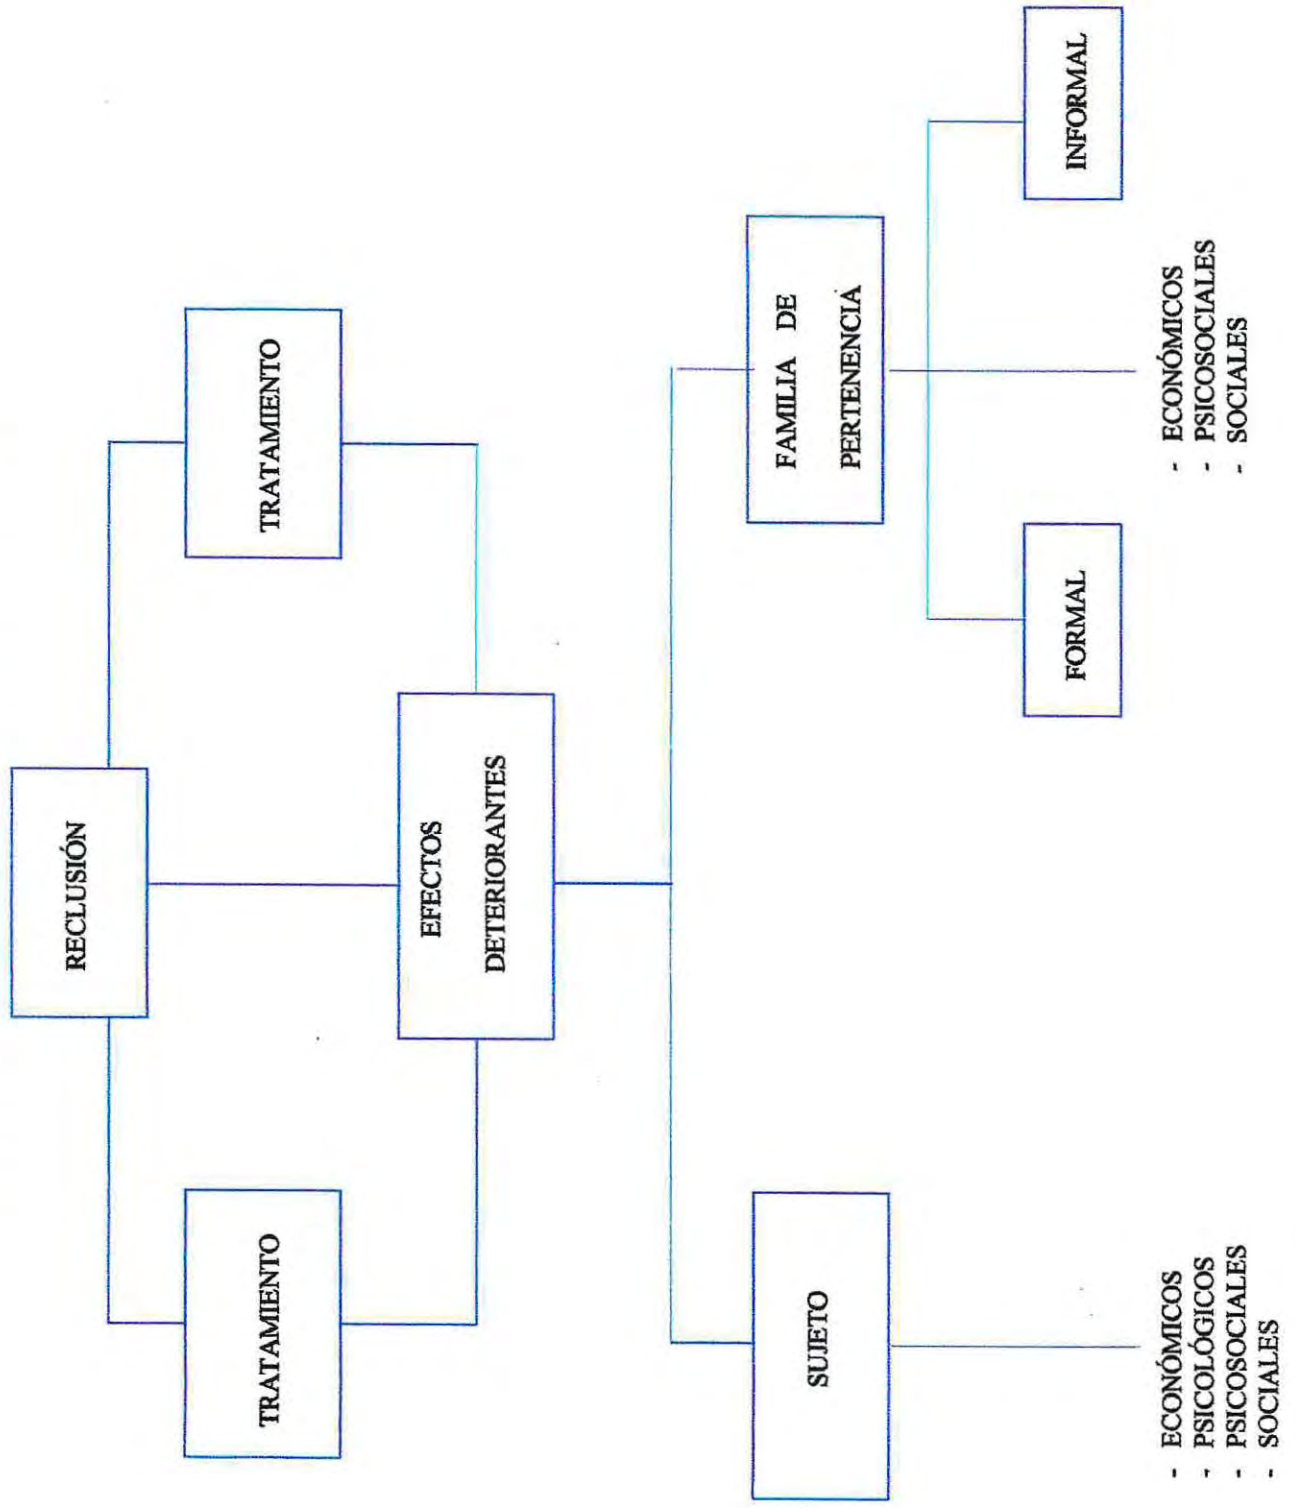 RECLUSIÓN
TRATAMIENTO
TRATAMIENTO
EFECTOS
DETERIORANTES
SUJETO
FAMILIA DE
PERTENENCIA
FORMAL
INFORMAL
- ECONÓMICOS
- PSICOLÓGICOS
- PSICOSOCIALES
- SOCIALES
- ECONÓMICOS
- PSICOSOCIALES
- SOCIALES